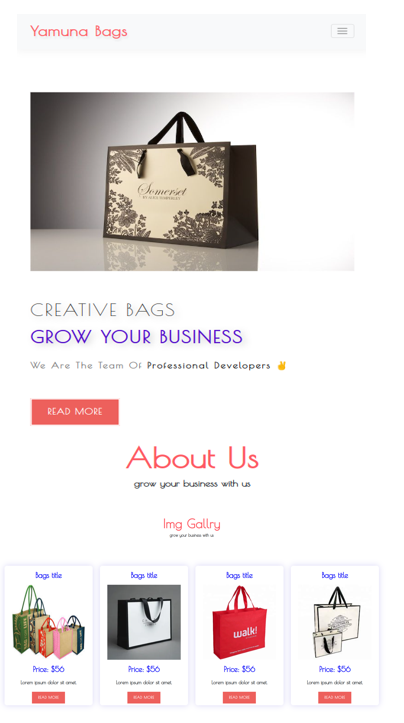 Yamuna Bags
Somerset
CREATIVE BAGS
GROW YOUR BUSINESS
We Are The Team Of Professional Developers ✌
READ MORE
About Us
grow your business with us
Img Gallry
grow your business with us
Bags title
Bags title
Bags title
Bags title
walk!
Price: $56
Price: $56
Price: $56
Price: $56
Lorem ipsum dolor sit amet.
Lorem ipsum dolor sit amet.
Lorem ipsum dolor sit amet.
Lorem ipsum dolor sit amet.
READ MORE
READ MORE
READ MORE
READ MORE